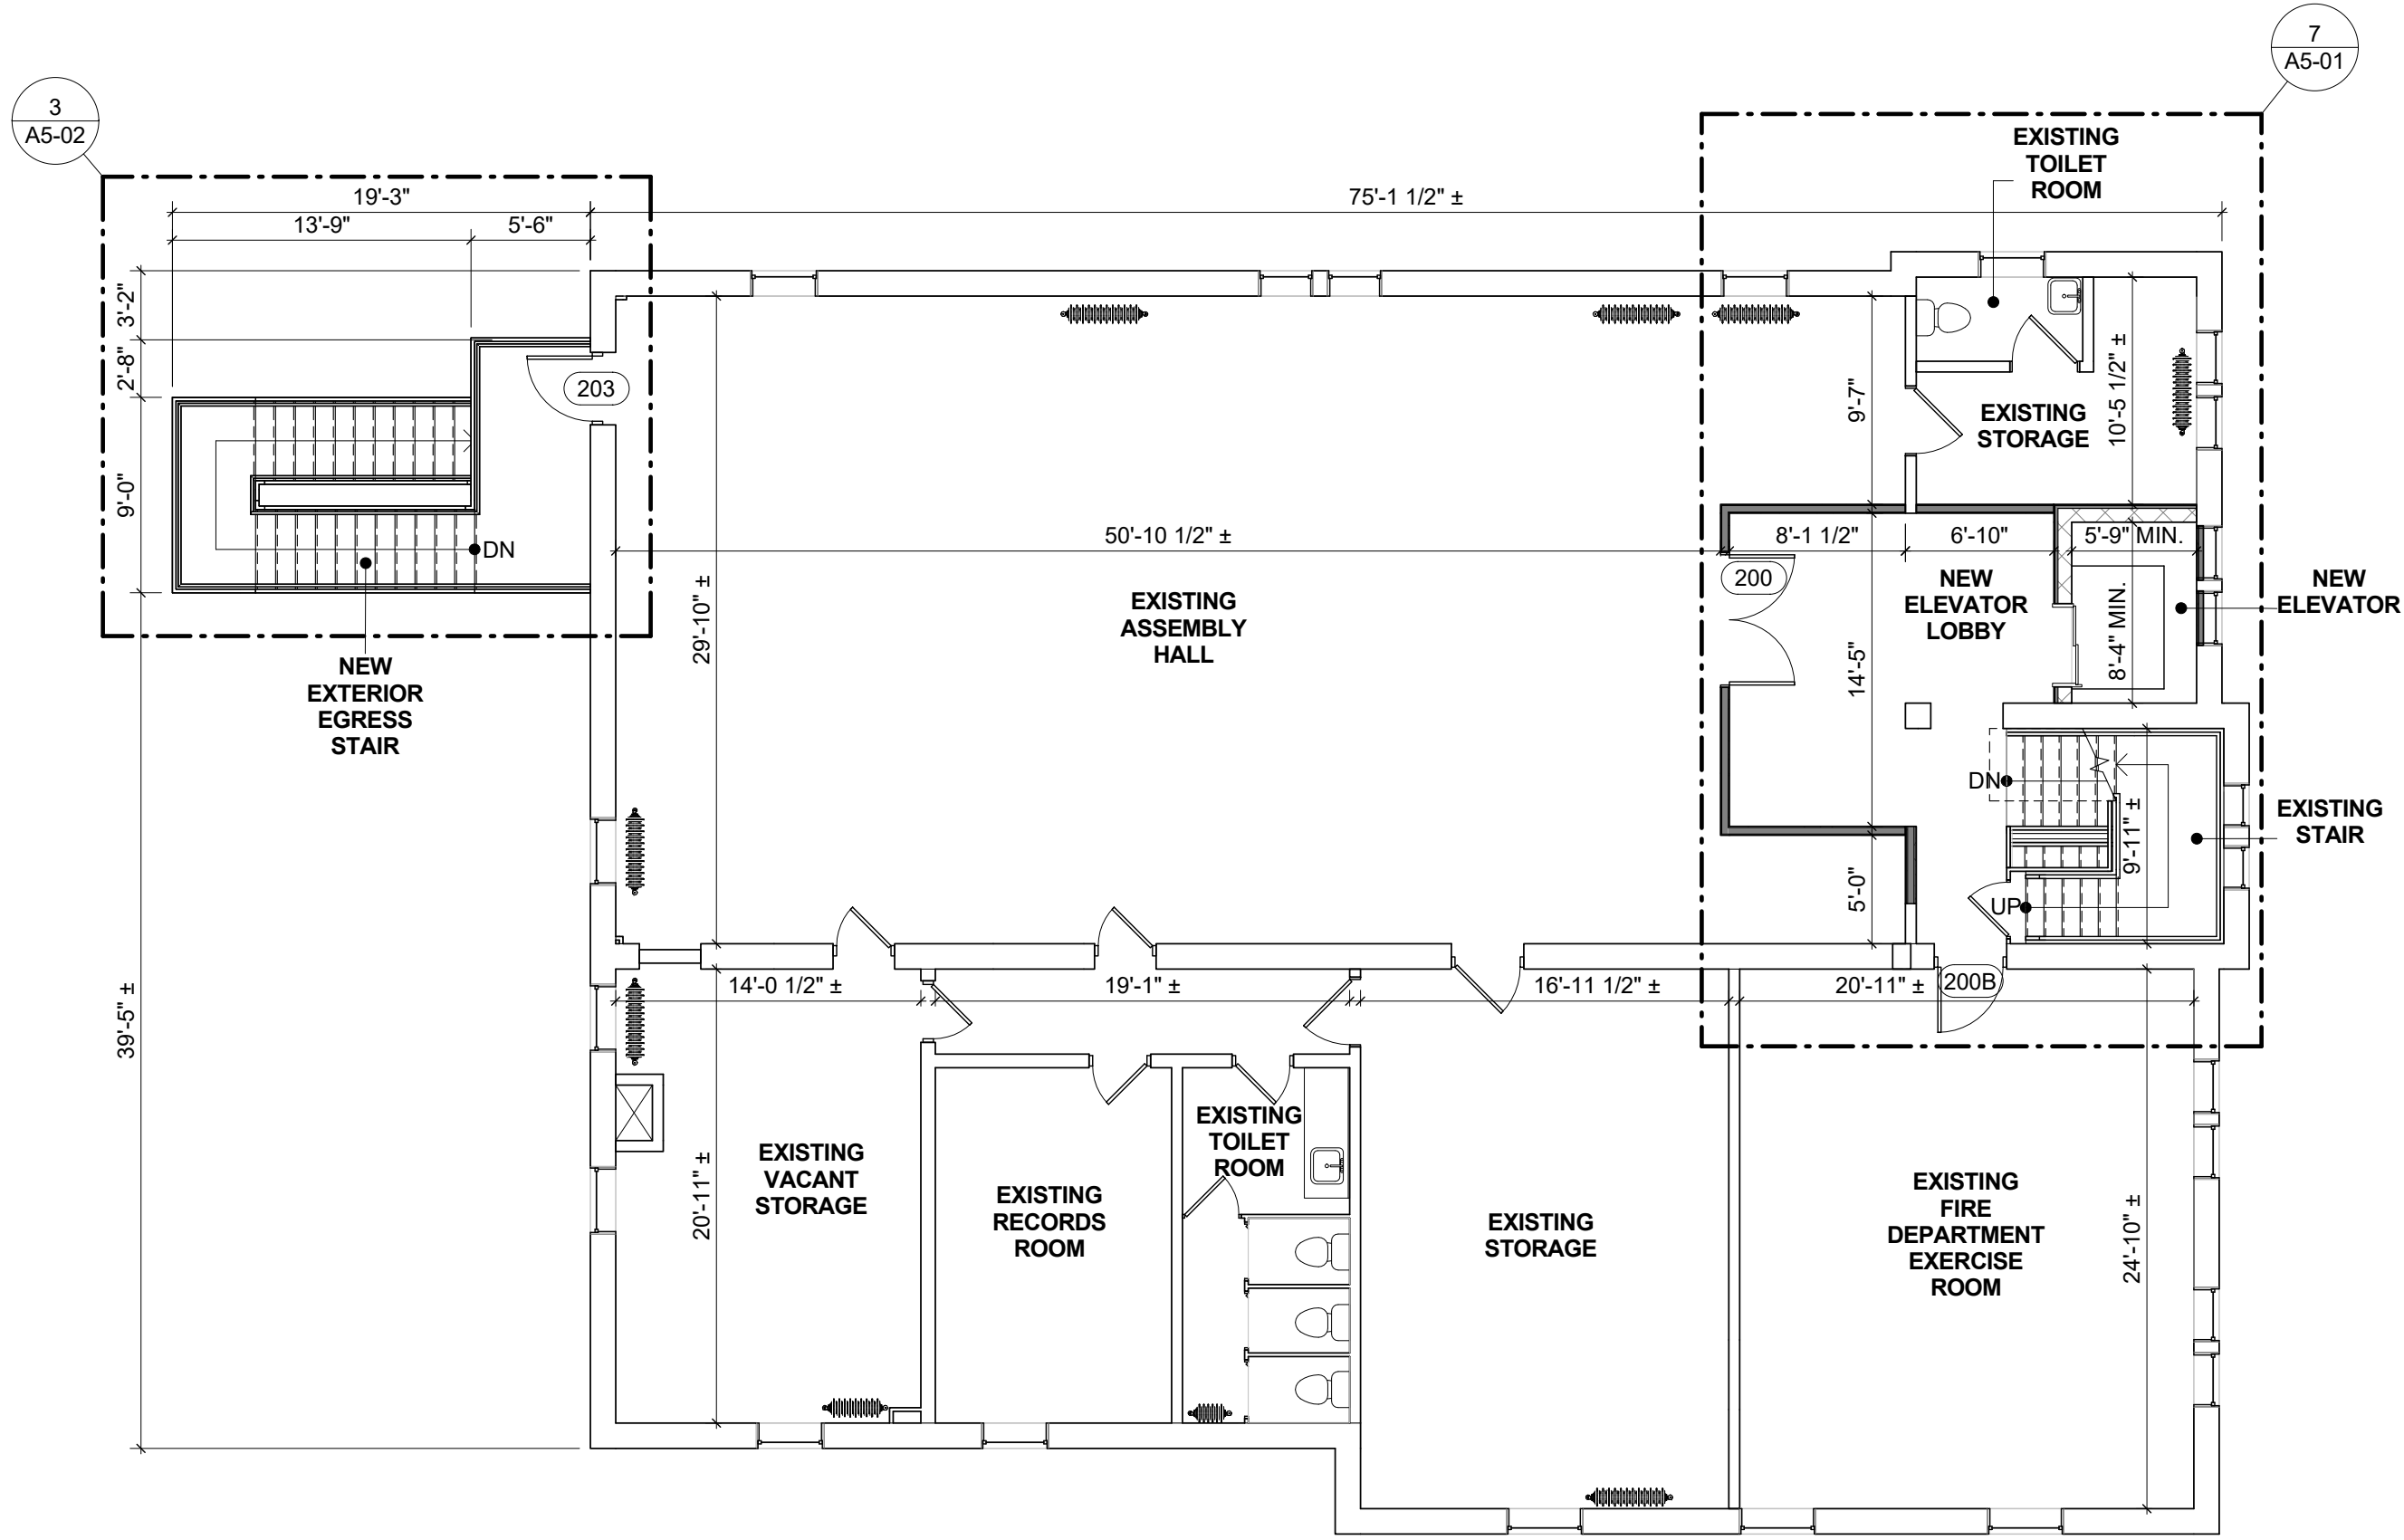 7
A5-01
3
A5-02
EXISTING
TOILET
ROOM
19'-3"
75'-1 1/2" ±
13'-9"
5'-6"
3'-2"
2'-8"
9'-0"
203
9'-7"
10'-5 1/2" ±
EXISTING
STORAGE
50'-10 1/2" ±
8'-1 1/2"
6'-10"
5'-9" MIN.
DN
200
NEW
ELEVATOR
LOBBY
8'-4" MIN.
NEW
ELEVATOR
29'-10" ±
EXISTING
ASSEMBLY
HALL
14'-5"
NEW
EXTERIOR
EGRESS
STAIR
DN
9'-11" ±
EXISTING
STAIR
5'-0"
UP
39'-5" ±
14'-0 1/2" ±
19'-1" ±
16'-11 1/2" ±
20'-11" ±
200B
20'-11" ±
EXISTING
VACANT
STORAGE
EXISTING
RECORDS
ROOM
EXISTING
TOILET
ROOM
EXISTING
STORAGE
EXISTING
FIRE
DEPARTMENT
EXERCISE
ROOM
24'-10" ±